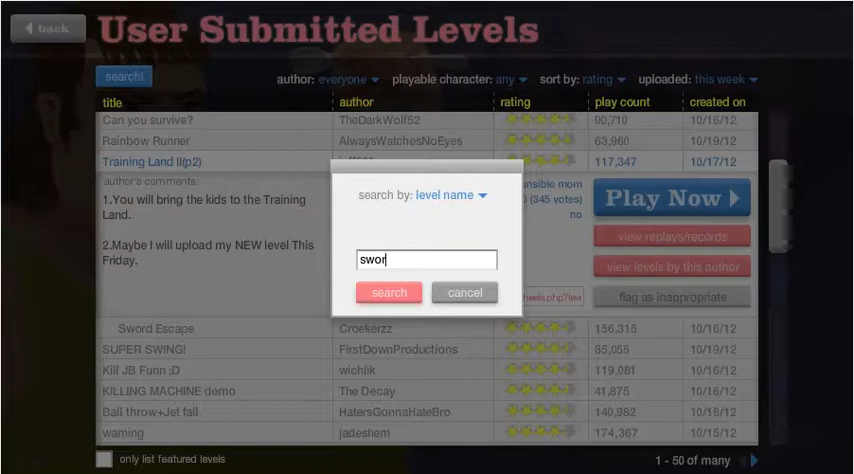 back
User Submitted Levels
search!
author: everyone playable character: any sort by: rating uploaded: this week
title author rating play count created on
Can you survive? TheDarkWolf52 90,710 10/16/12
Rainbow Runner AlwaysWatchesNoEyes 63,960 10/19/12
Training Land II(p2) 117,347 10/17/12
author's comments:
1.You will bring the kids to the Training
Land.
2.Maybe I will upload my NEW level This
Friday.
onsible mom
0 (345 votes)
no
Play Now
view replays/records
view levels by this author
flag as inappropriate
search by: level name
swor
search cancel
Sword Escape Croekerzz 156,315 10/16/12
SUPER SWING! FirstDownProductions 85,055 10/19/12
Kill JB Funn ;D wichlik 119,081 10/16/12
KILLING MACHINE demo The Decay 41,875 10/16/12
Ball throw+Jet fail HatersGonnaHateBro 140,982 10/16/12
warning jadeshem 174,367 10/15/12
only list featured levels 1 - 50 of many